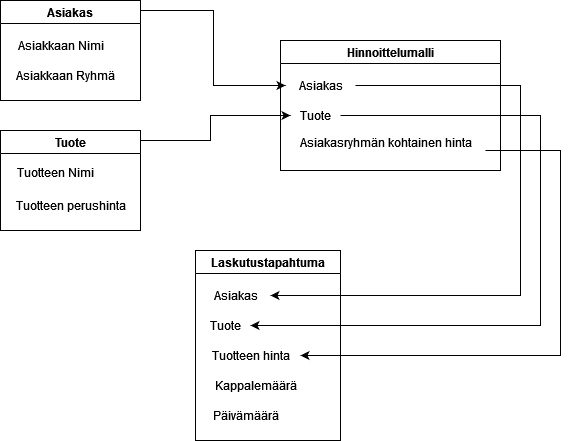 Asiakas
Asiakkaan Nimi
Asiakkaan Ryhmä
Tuote
Tuotteen Nimi
Tuotteen perushinta
Hinnoittelumalli
Asiakas
Tuote
Asiakasryhmän kohtainen hinta
Laskutustapahtuma
Asiakas
Tuote
Tuotteen hinta
Kappalemäärä
Päivämäärä